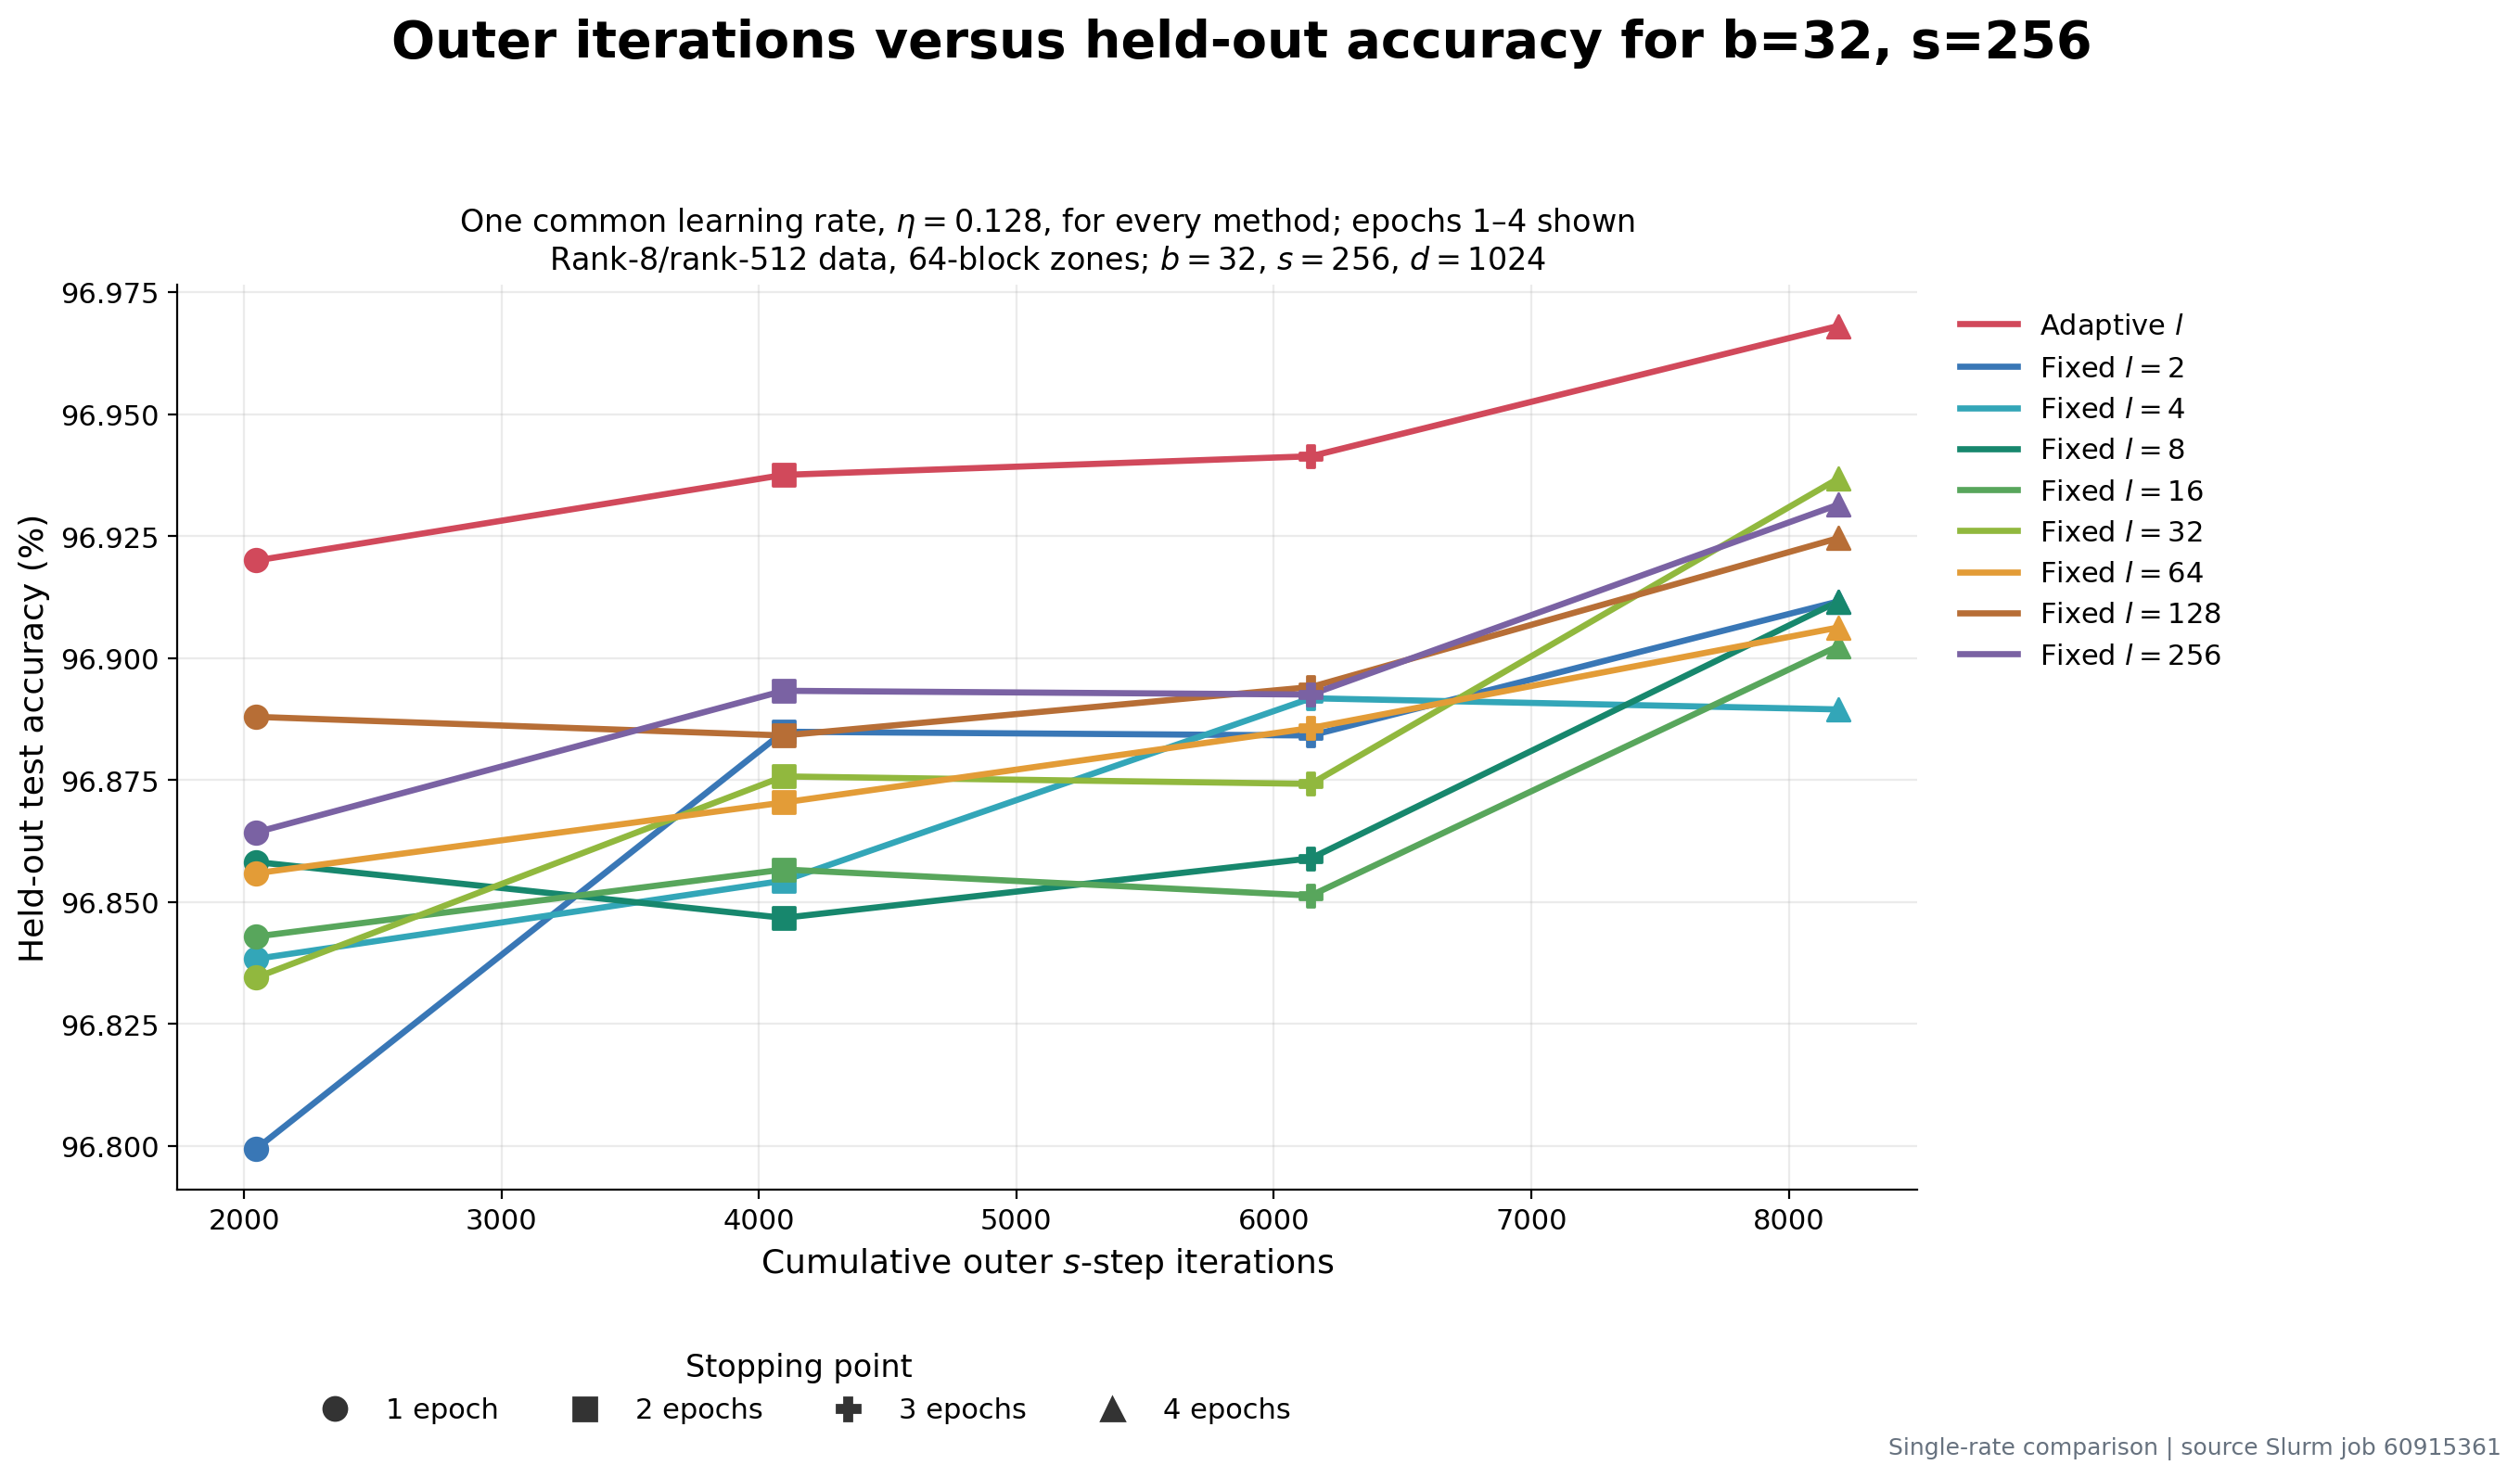 Outer iterations versus held-out accuracy for b=32, s=256
One common learning rate, η = 0.128, for every method; epochs 1–4 shown
Rank-8/rank-512 data, 64-block zones; b = 32, s = 256, d = 1024
96.975
96.950
96.925
96.900
96.875
96.850
96.825
96.800
Held-out test accuracy (%)
2000 3000 4000 5000 6000 7000 8000
Cumulative outer s-step iterations
Adaptive l
Fixed l = 2
Fixed l = 4
Fixed l = 8
Fixed l = 16
Fixed l = 32
Fixed l = 64
Fixed l = 128
Fixed l = 256
Stopping point
1 epoch 2 epochs 3 epochs 4 epochs
Single-rate comparison | source Slurm job 60915361